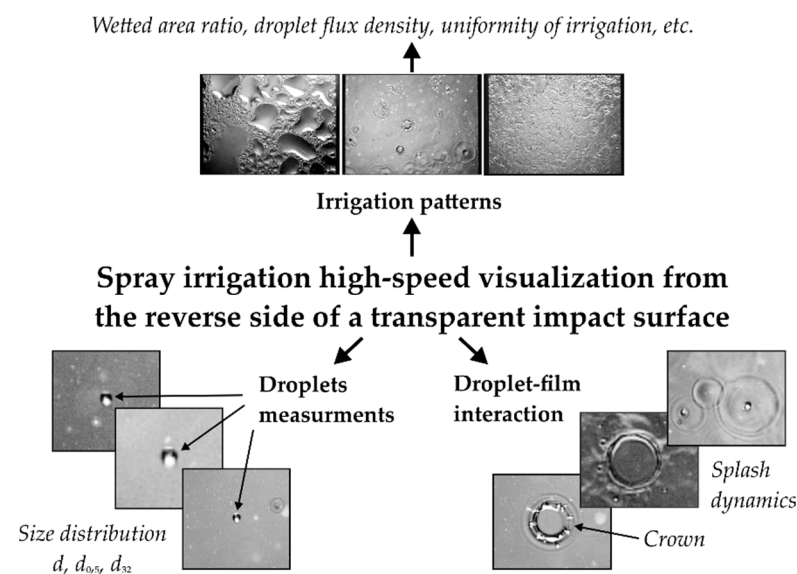 Wetted area ratio, droplet flux density, uniformity of irrigation, etc.
Irrigation patterns
Spray irrigation high-speed visualization from
the reverse side of a transparent impact surface
Droplets
measurments
Droplet-film
interaction
Splash
dynamics
Size distribution
d, d₀,₅, d₃₂
Crown